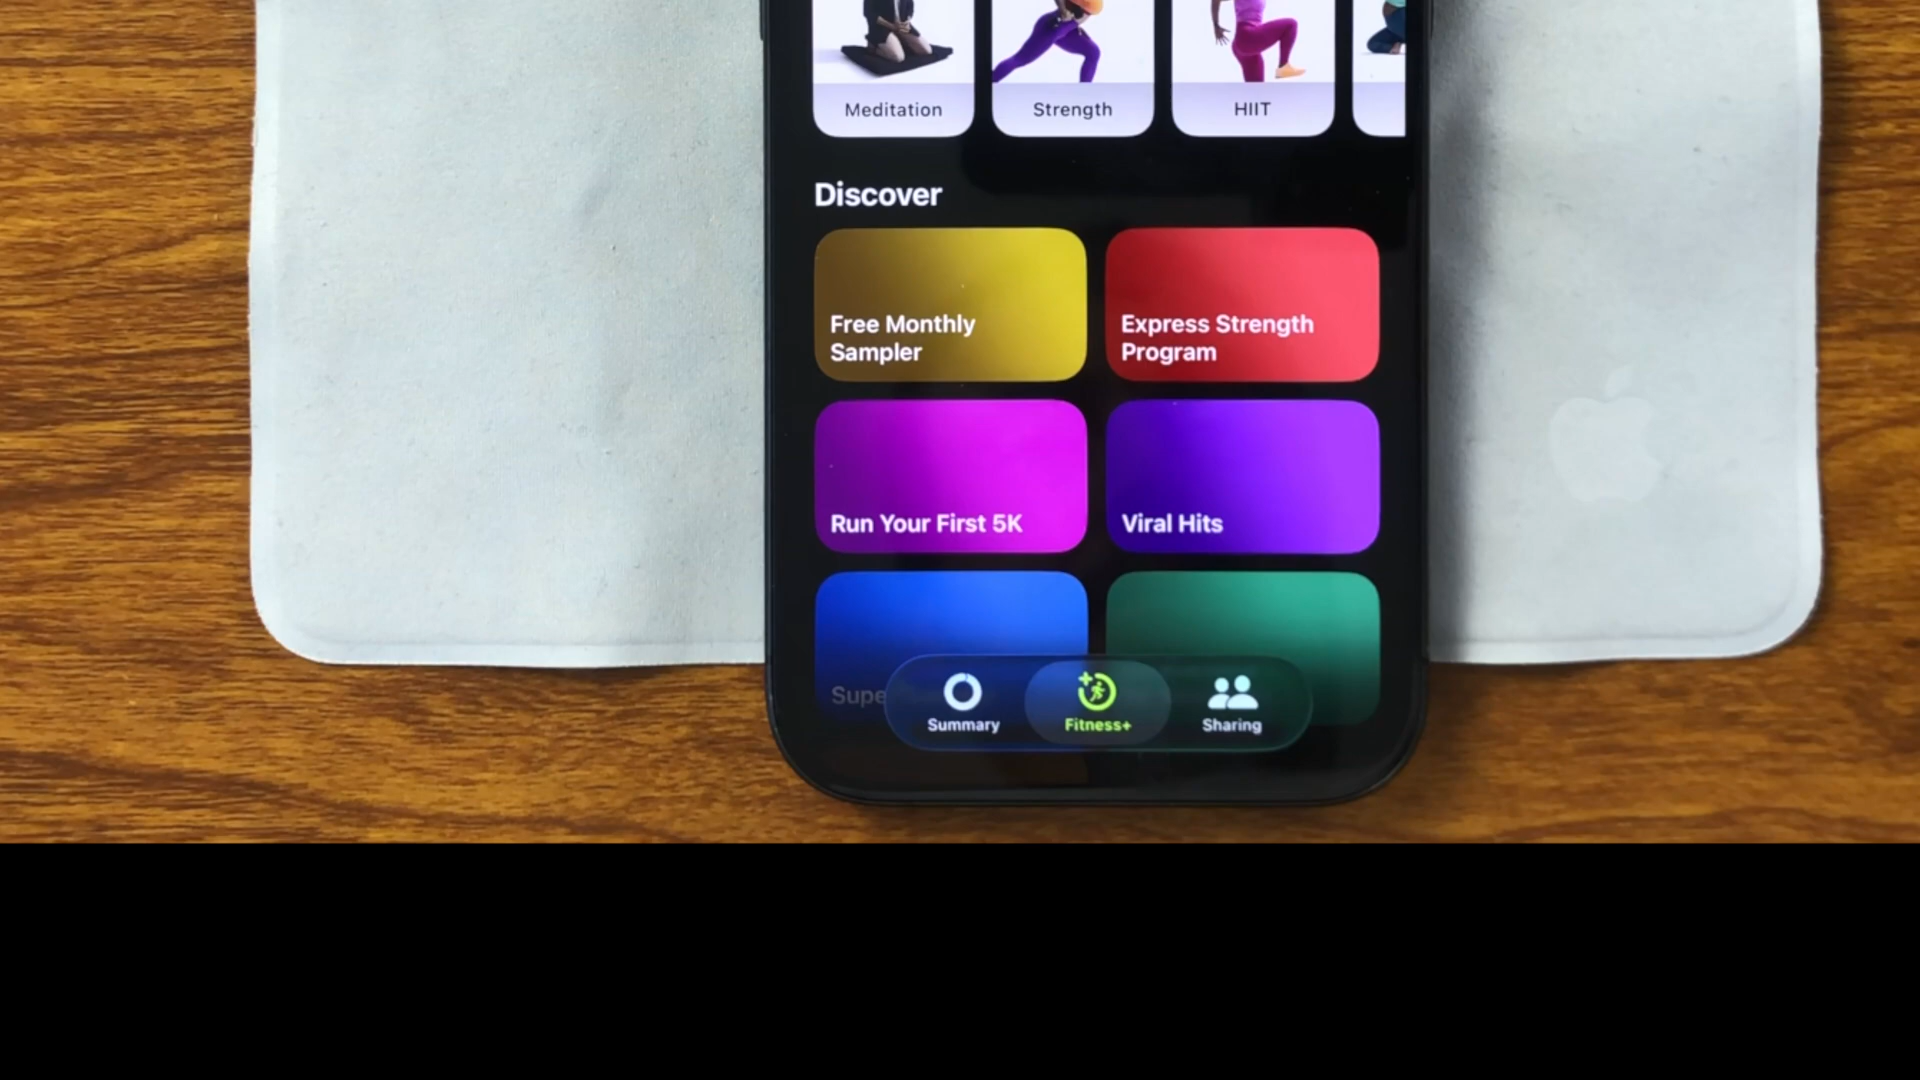 Meditation
Strength
HIIT
Discover
Free Monthly
Sampler
Express Strength
Program
Run Your First 5K
Viral Hits
Summary
Fitness+
Sharing